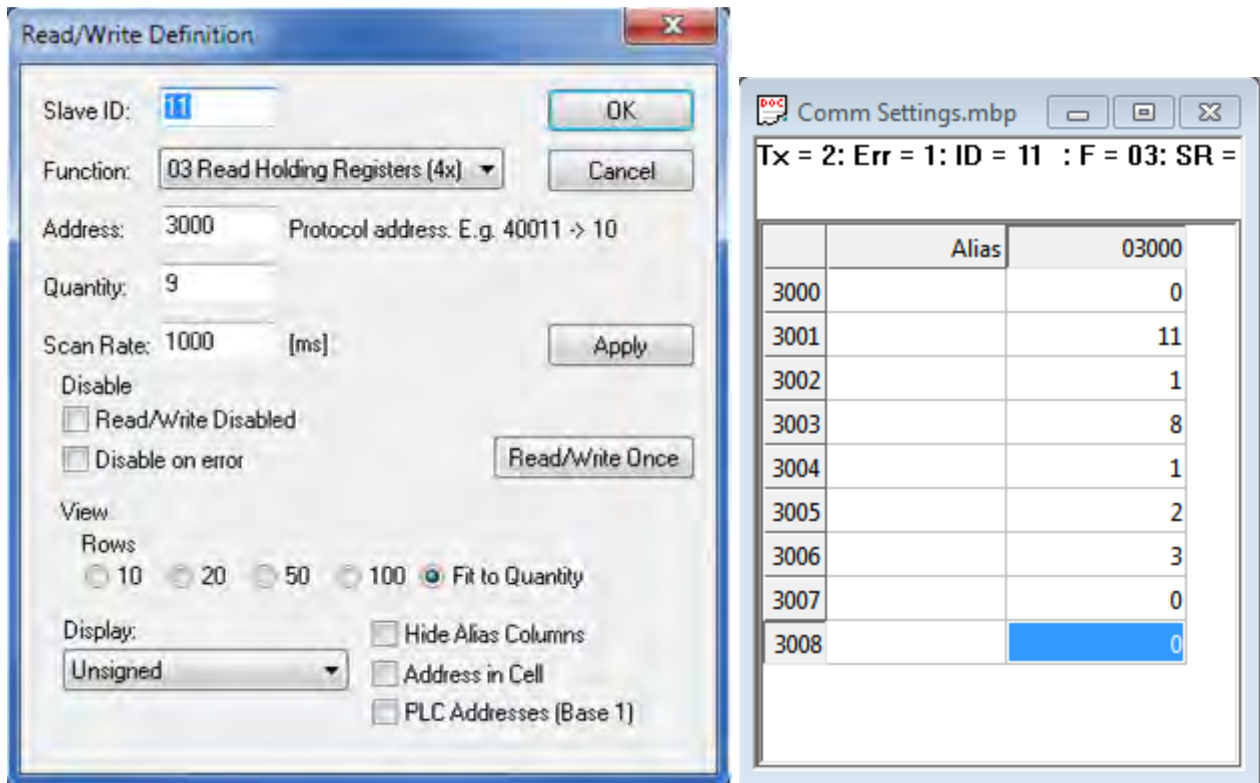 Read/Write Definition
Slave ID: 11 OK
Function: 03 Read Holding Registers (4x) Cancel
Address: 3000 Protocol address. E.g. 40011 -> 10
Quantity: 9
Scan Rate: 1000 [ms] Apply
Disable
Read/Write Disabled
Disable on error Read/Write Once
View
Rows
10 20 50 100 Fit to Quantity
Display: Hide Alias Columns
Unsigned Address in Cell
PLC Addresses (Base 1)
DOC Comm Settings.mbp
Tx = 2: Err = 1: ID = 11 : F = 03: SR =
Alias 03000
3000 0
3001 11
3002 1
3003 8
3004 1
3005 2
3006 3
3007 0
3008 0